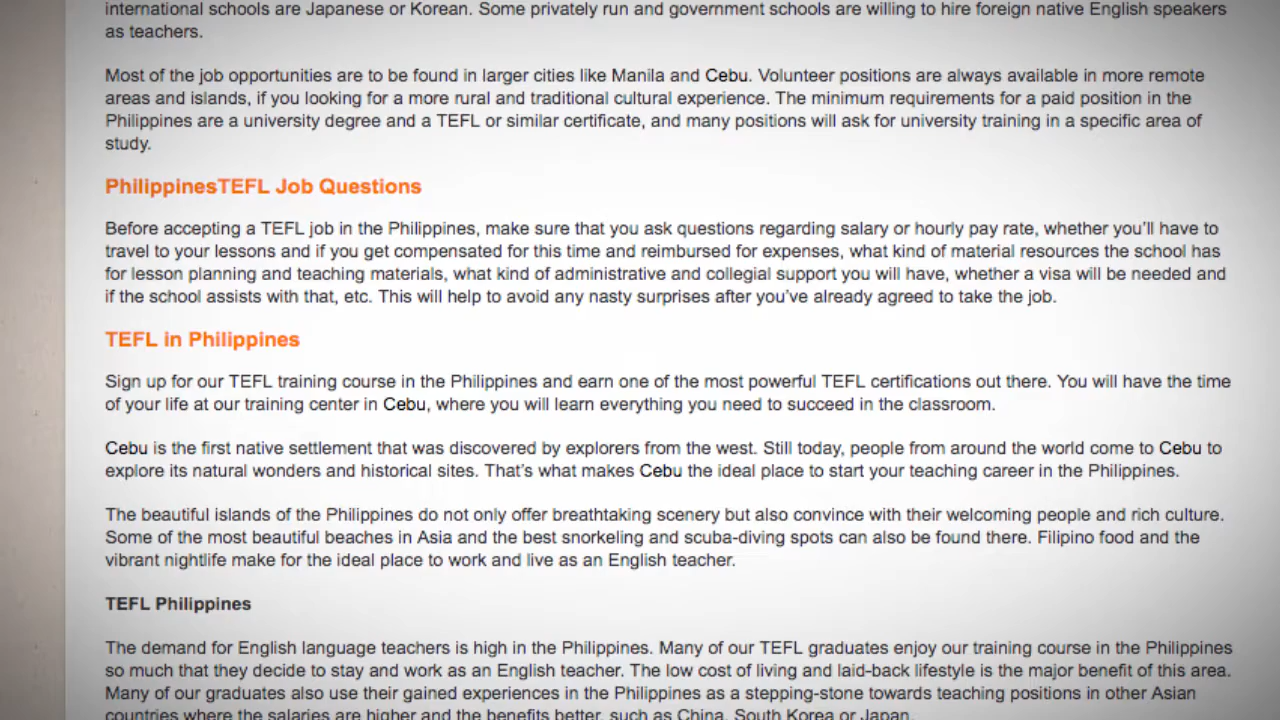 international schools are Japanese or Korean. Some privately run and government schools are willing to hire foreign native English speakers
as teachers.
Most of the job opportunities are to be found in larger cities like Manila and Cebu. Volunteer positions are always available in more remote
areas and islands, if you looking for a more rural and traditional cultural experience. The minimum requirements for a paid position in the
Philippines are a university degree and a TEFL or similar certificate, and many positions will ask for university training in a specific area of
study.
PhilippinesTEFL Job Questions
Before accepting a TEFL job in the Philippines, make sure that you ask questions regarding salary or hourly pay rate, whether you’ll have to
travel to your lessons and if you get compensated for this time and reimbursed for expenses, what kind of material resources the school has
for lesson planning and teaching materials, what kind of administrative and collegial support you will have, whether a visa will be needed and
if the school assists with that, etc. This will help to avoid any nasty surprises after you’ve already agreed to take the job.
TEFL in Philippines
Sign up for our TEFL training course in the Philippines and earn one of the most powerful TEFL certifications out there. You will have the time
of your life at our training center in Cebu, where you will learn everything you need to succeed in the classroom.
Cebu is the first native settlement that was discovered by explorers from the west. Still today, people from around the world come to Cebu to
explore its natural wonders and historical sites. That’s what makes Cebu the ideal place to start your teaching career in the Philippines.
The beautiful islands of the Philippines do not only offer breathtaking scenery but also convince with their welcoming people and rich culture.
Some of the most beautiful beaches in Asia and the best snorkeling and scuba-diving spots can also be found there. Filipino food and the
vibrant nightlife make for the ideal place to work and live as an English teacher.
TEFL Philippines
The demand for English language teachers is high in the Philippines. Many of our TEFL graduates enjoy our training course in the Philippines
so much that they decide to stay and work as an English teacher. The low cost of living and laid-back lifestyle is the major benefit of this area.
Many of our graduates also use their gained experiences in the Philippines as a stepping-stone towards teaching positions in other Asian
countries where the salaries are higher and the benefits better, such as China, South Korea or Japan.